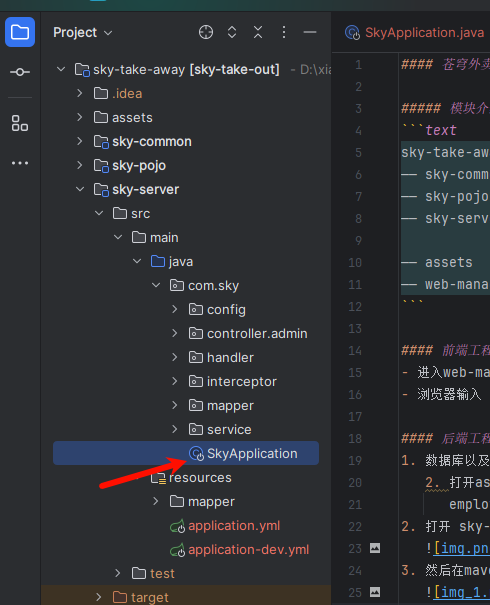 Project
sky-take-away [sky-take-out] - D:\xia
.idea
assets
sky-common
sky-pojo
sky-server
src
main
java
com.sky
config
controller.admin
handler
interceptor
mapper
service
SkyApplication
resources
mapper
application.yml
application-dev.yml
test
target
SkyApplication.java
1 #### 苍穹外卖
2
3 ##### 模块介
4 ```text
5 sky-take-aw
6 —— sky-comm
7 —— sky-pojo
8 —— sky-serv
9
10 —— assets
11 —— web-mana
12 ```
13
14 #### 前端工程
15 - 进入web-ma
16 - 浏览器输入
17
18 #### 后端工程
19 1. 数据库以及
20 2. 打开as
21 emplo
22 2. 打开 sky-
23 ![img.pn
24 3. 然后在mave
25 ![img_1.